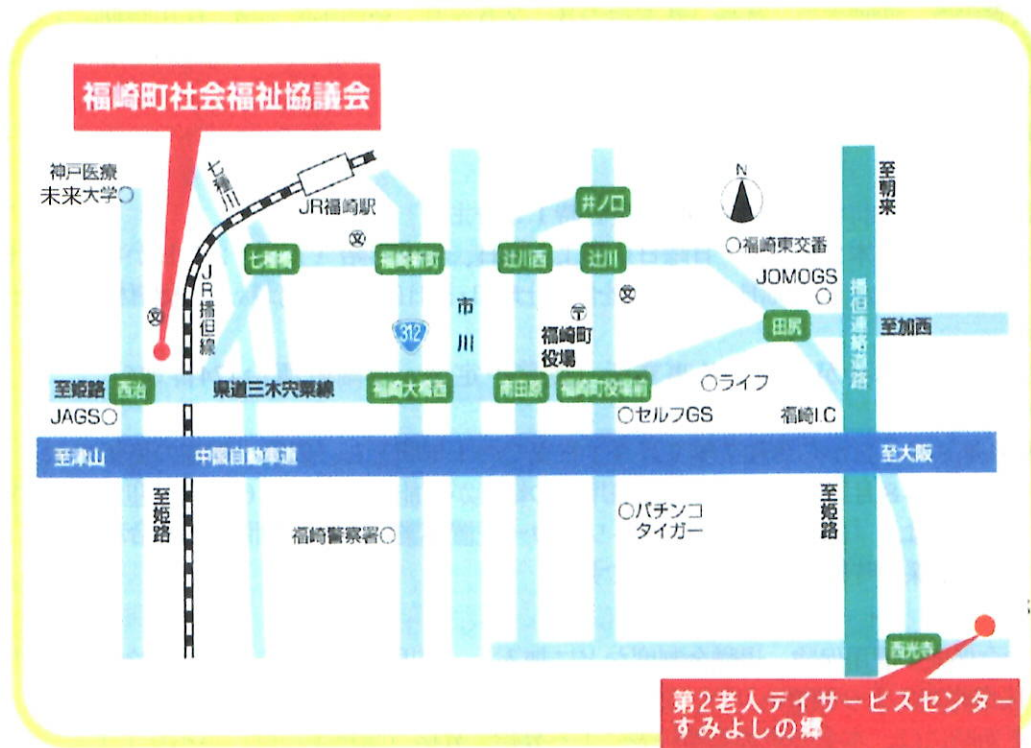 福崎町社会福祉協議会
神戸医療
未来大学
七種川
JR福崎駅
文
井ノ口
N
至朝来
七種橋
福崎新町
辻川西
辻川
福崎東交番
JOMOGS
JR播但線
文
文
312
市川
福崎町
役場
田尻
播但連絡道路
至加西
至姫路
西治
県道三木宍粟線
福崎大橋西
南田原
福崎町役場前
ライフ
JAGS
セルフGS
福崎I.C
至津山
中国自動車道
至大阪
至姫路
福崎警察署
パチンコ
タイガー
至姫路
西光寺
第2老人デイサービスセンター
すみよしの郷